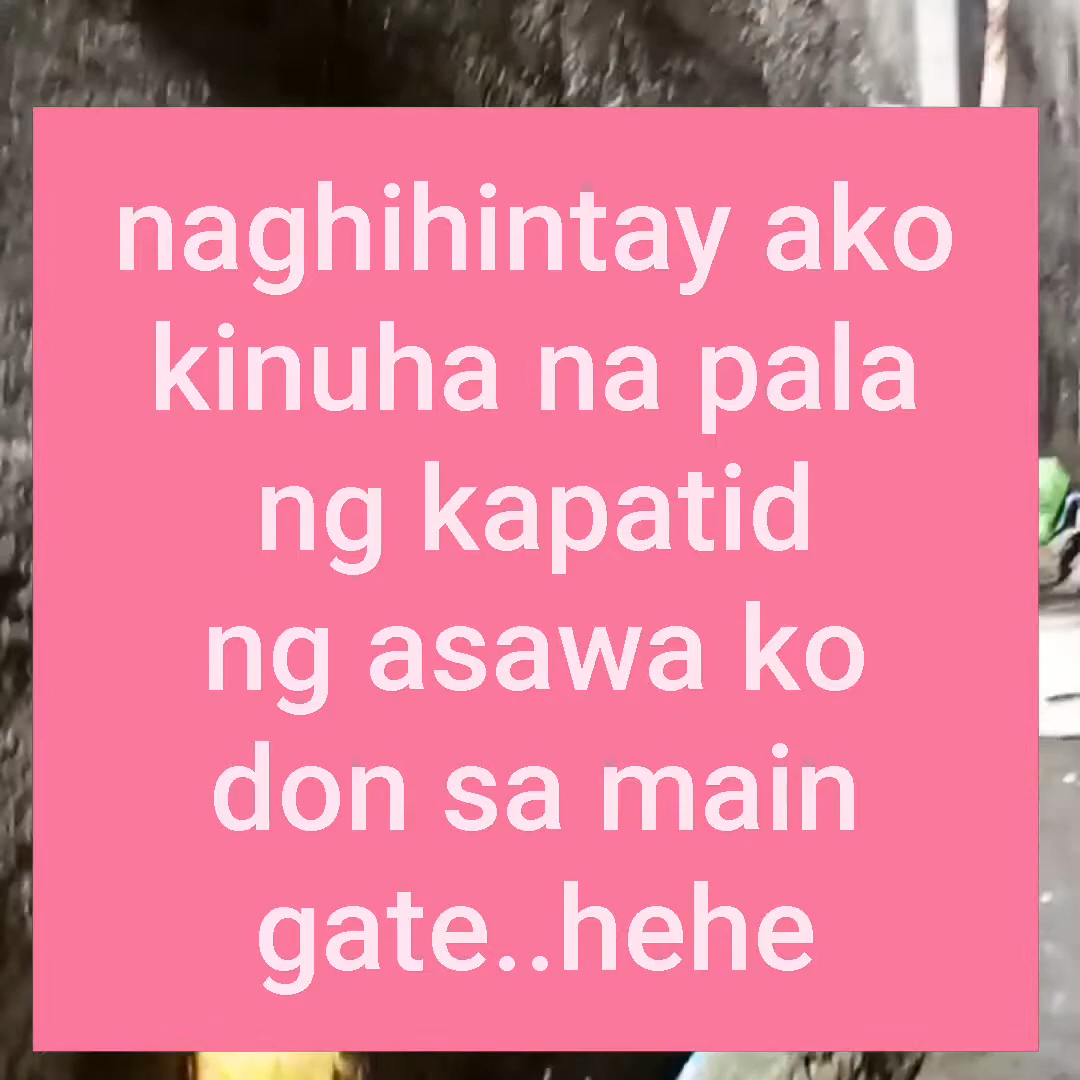 naghihintay ako
kinuha na pala
ng kapatid
ng asawa ko
don sa main
gate..hehe